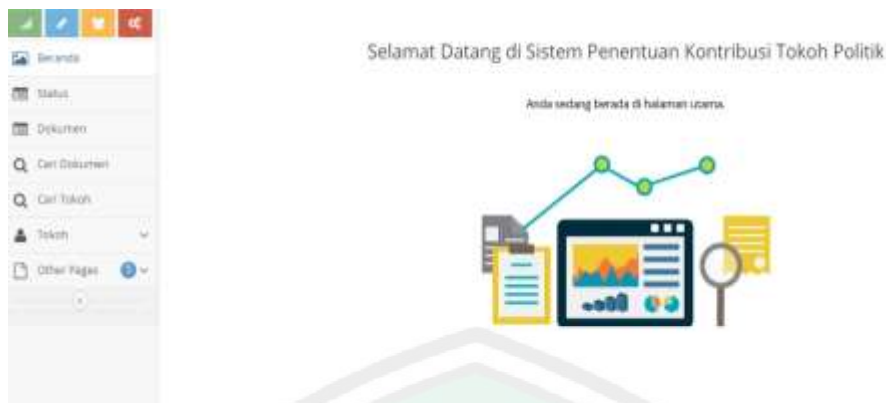 Beranda
Selamat Datang di Sistem Penentuan Kontribusi Tokoh Politik
Status
Anda sedang berada di halaman utama.
Dokumen
Cari Dokumen
Cari Tokoh
Tokoh
Other Pages